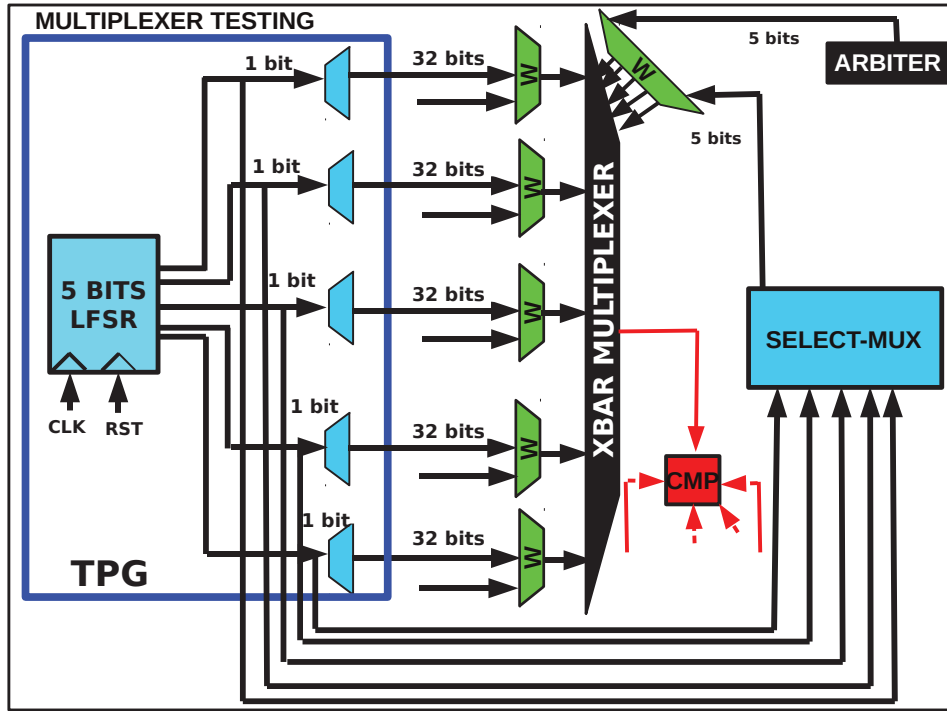 MULTIPLEXER TESTING
5 bits
ARBITER
1 bit
32 bits
W
W
5 bits
1 bit
32 bits
W
5 BITS
LFSR
1 bit
32 bits
W
XBAR MULTIPLEXER
SELECT-MUX
CLK
RST
1 bit
32 bits
W
CMP
1 bit
32 bits
W
TPG